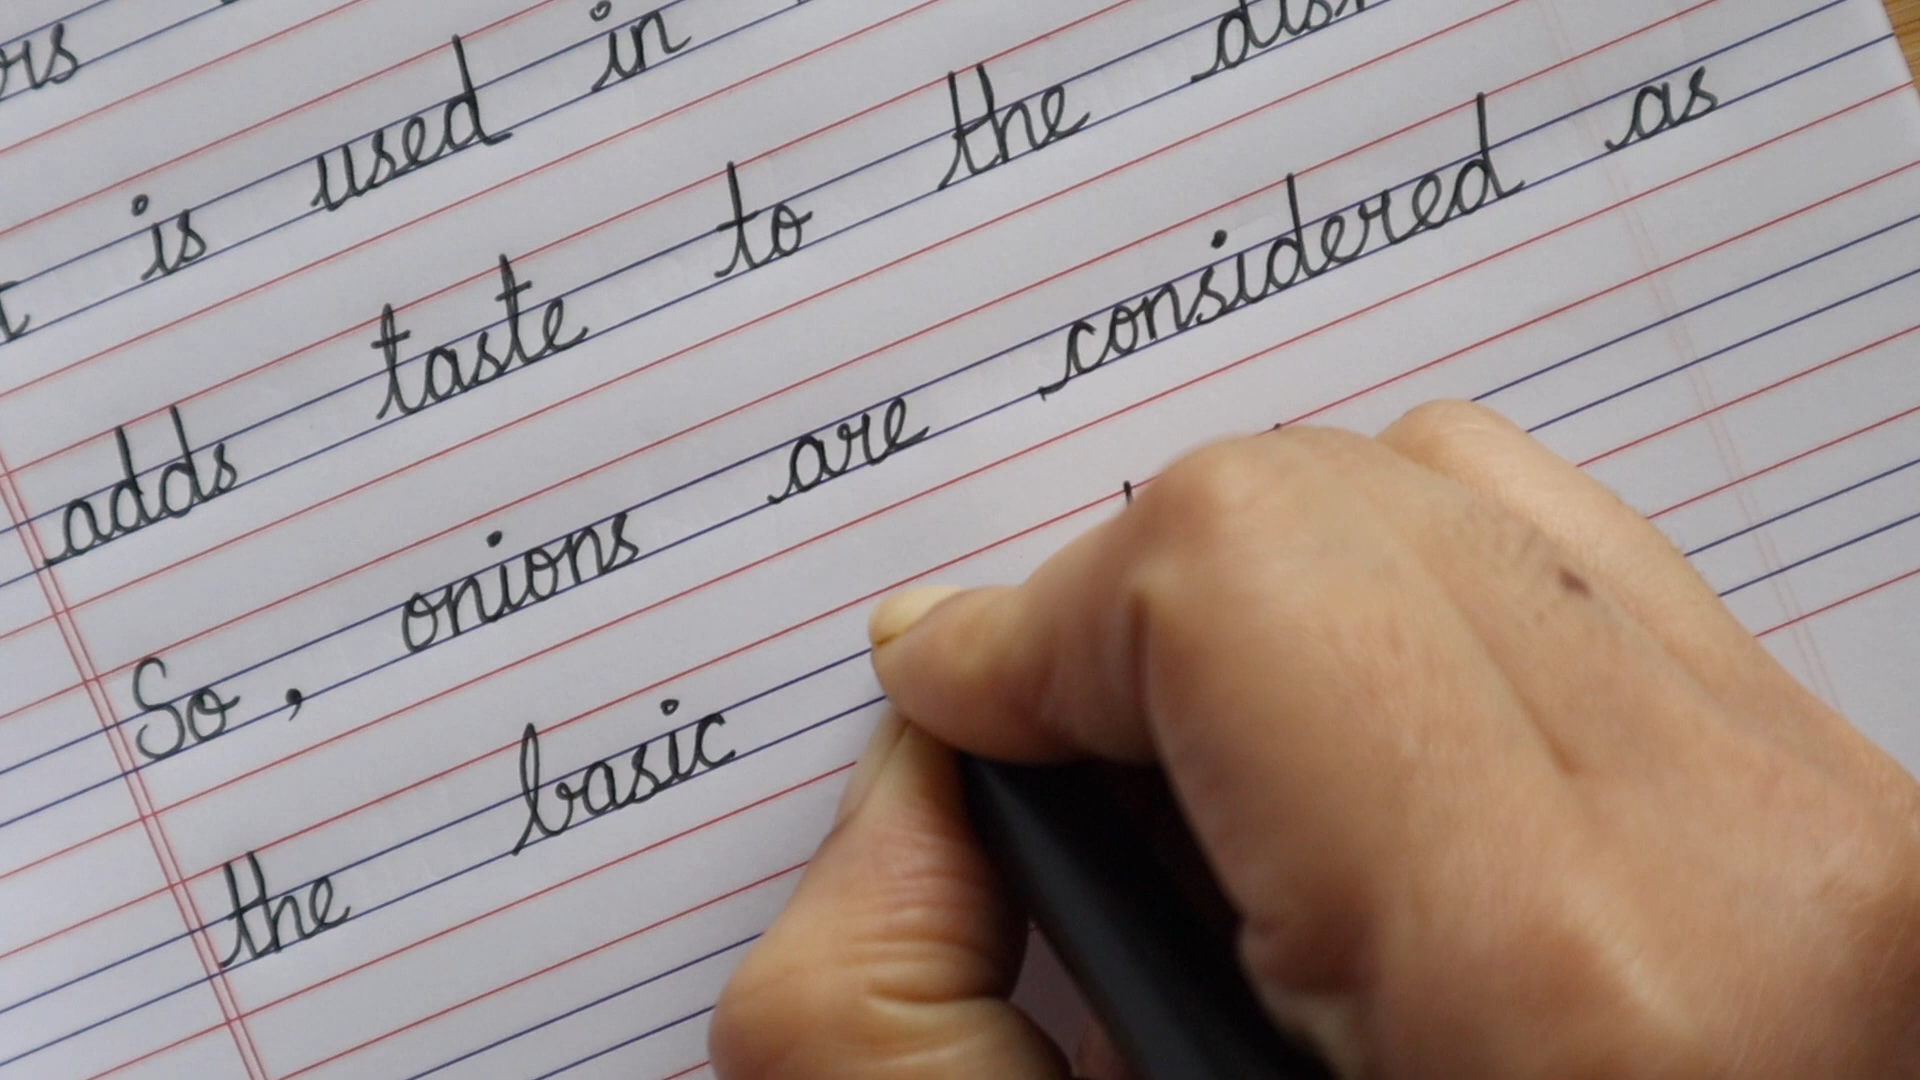 is used in
adds taste to the
So, onions are considered as
the basic